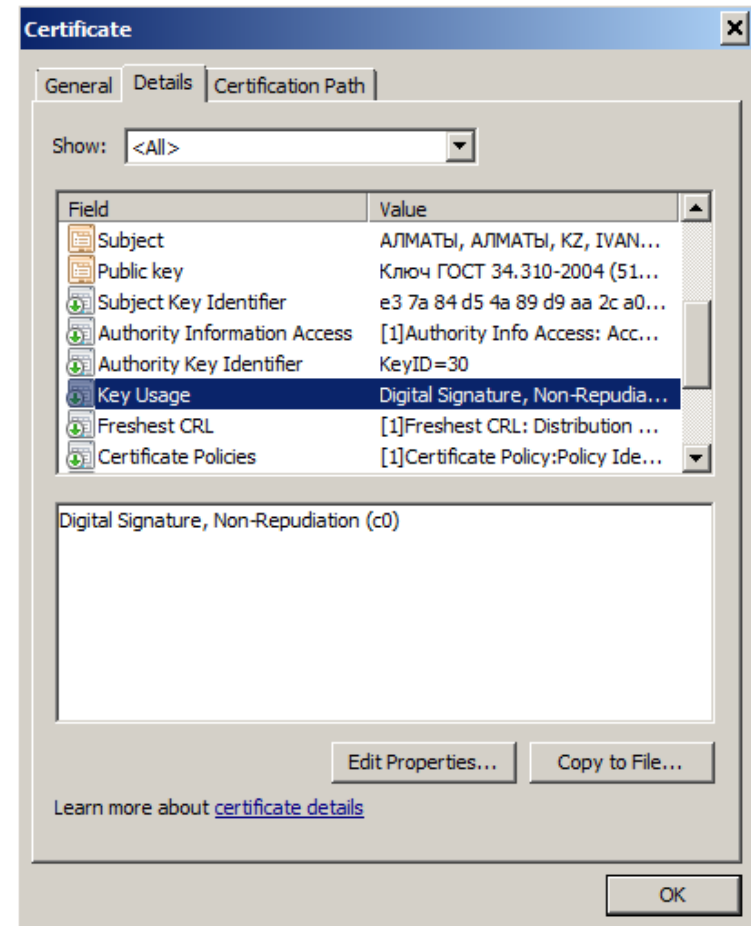 Certificate
General Details Certification Path
Show: <All>
Field Value
Subject АЛМАТЫ, АЛМАТЫ, KZ, IVAN...
Public key Ключ ГОСТ 34.310-2004 (51...
Subject Key Identifier e3 7a 84 d5 4a 89 d9 aa 2c a0...
Authority Information Access [1]Authority Info Access: Acc...
Authority Key Identifier KeyID=30
Key Usage Digital Signature, Non-Repudia...
Freshest CRL [1]Freshest CRL: Distribution ...
Certificate Policies [1]Certificate Policy:Policy Ide...
Digital Signature, Non-Repudiation (c0)
Edit Properties... Copy to File...
Learn more about certificate details
OK